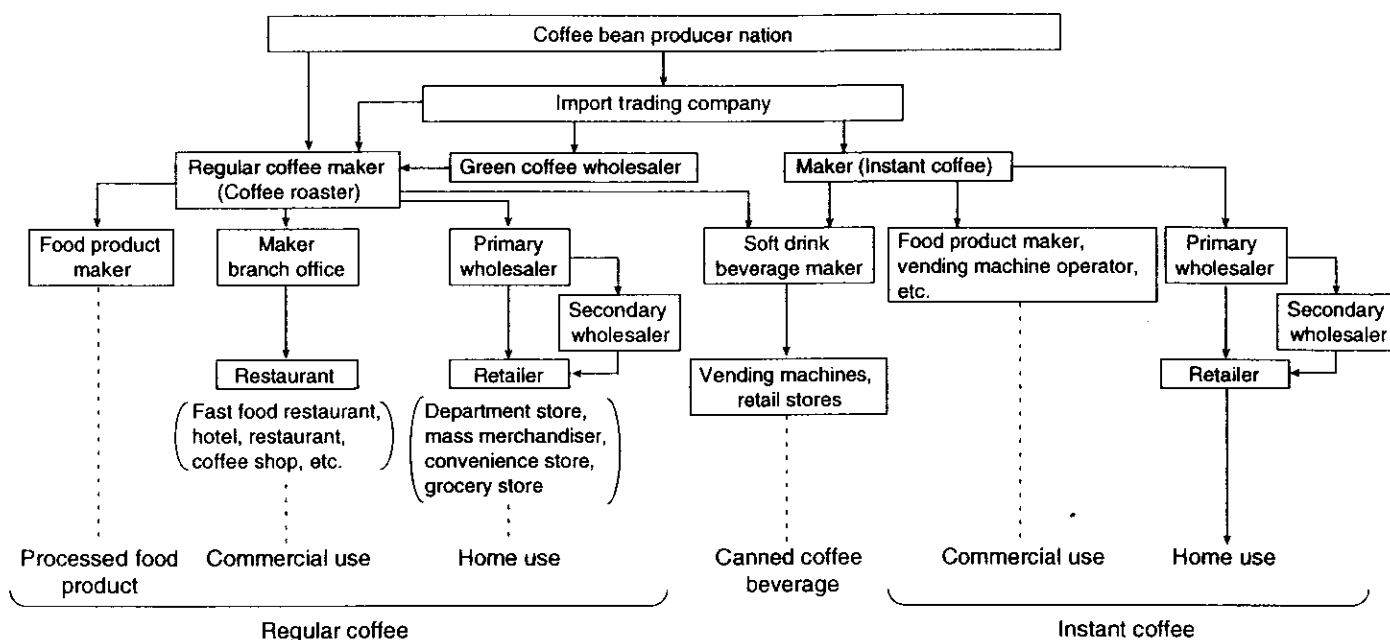 Coffee bean producer nation
Import trading company
Regular coffee maker
(Coffee roaster)
Green coffee wholesaler
Maker (Instant coffee)
Food product
maker
Maker
branch office
Primary
wholesaler
Secondary
wholesaler
Soft drink
beverage maker
Food product maker,
vending machine operator,
etc.
Primary
wholesaler
Secondary
wholesaler
Restaurant
Retailer
Vending machines,
retail stores
Retailer
Fast food restaurant,
hotel, restaurant,
coffee shop, etc.
Department store,
mass merchandiser,
convenience store,
grocery store
Processed food
product
Commercial use
Home use
Canned coffee
beverage
Commercial use
Home use
Regular coffee
Instant coffee